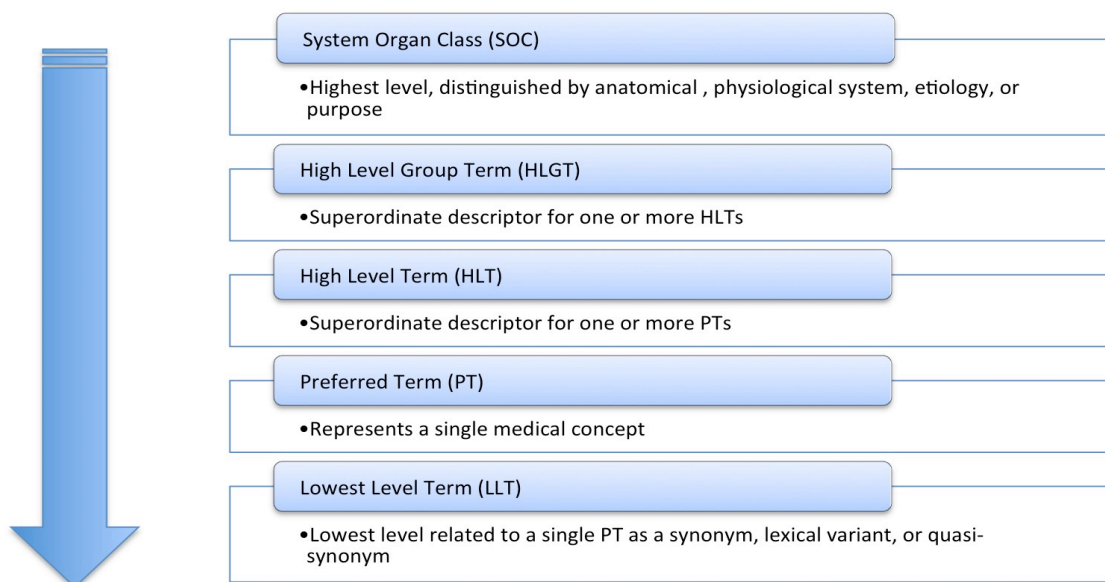 System Organ Class (SOC)
•Highest level, distinguished by anatomical , physiological system, etiology, or
purpose
High Level Group Term (HLGT)
•Superordinate descriptor for one or more HLTs
High Level Term (HLT)
•Superordinate descriptor for one or more PTs
Preferred Term (PT)
•Represents a single medical concept
Lowest Level Term (LLT)
•Lowest level related to a single PT as a synonym, lexical variant, or quasi-
synonym